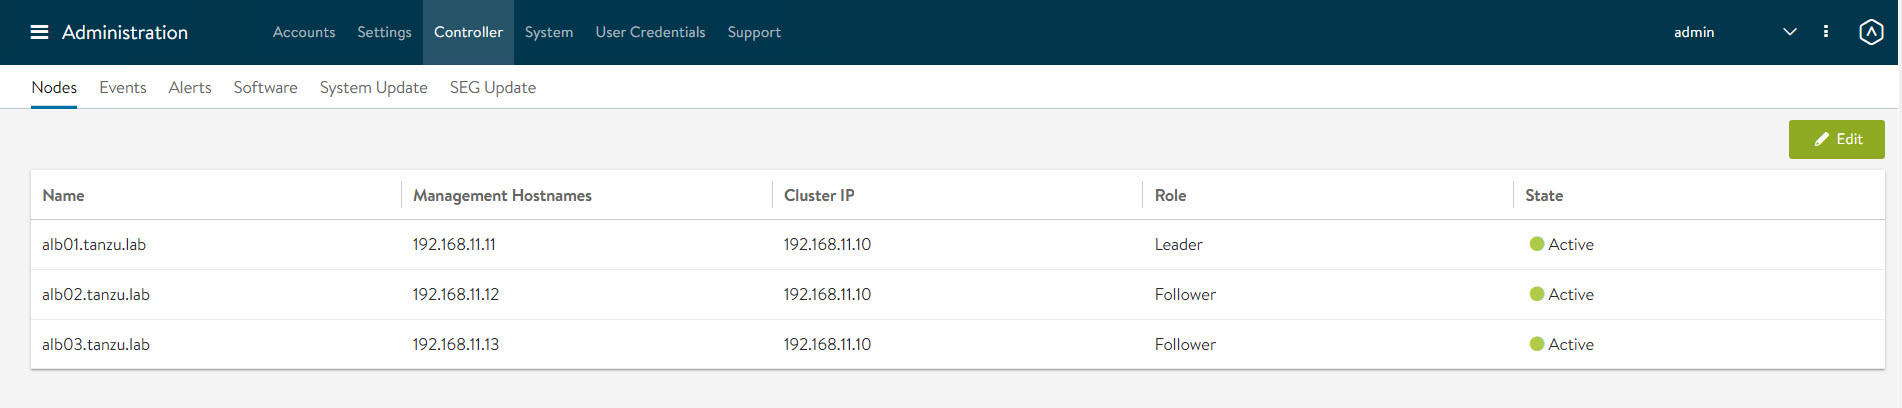 Administration Accounts Settings Controller System User Credentials Support admin
Nodes Events Alerts Software System Update SEG Update
Edit
Name Management Hostnames Cluster IP Role State
alb01.tanzu.lab 192.168.11.11 192.168.11.10 Leader Active
alb02.tanzu.lab 192.168.11.12 192.168.11.10 Follower Active
alb03.tanzu.lab 192.168.11.13 192.168.11.10 Follower Active